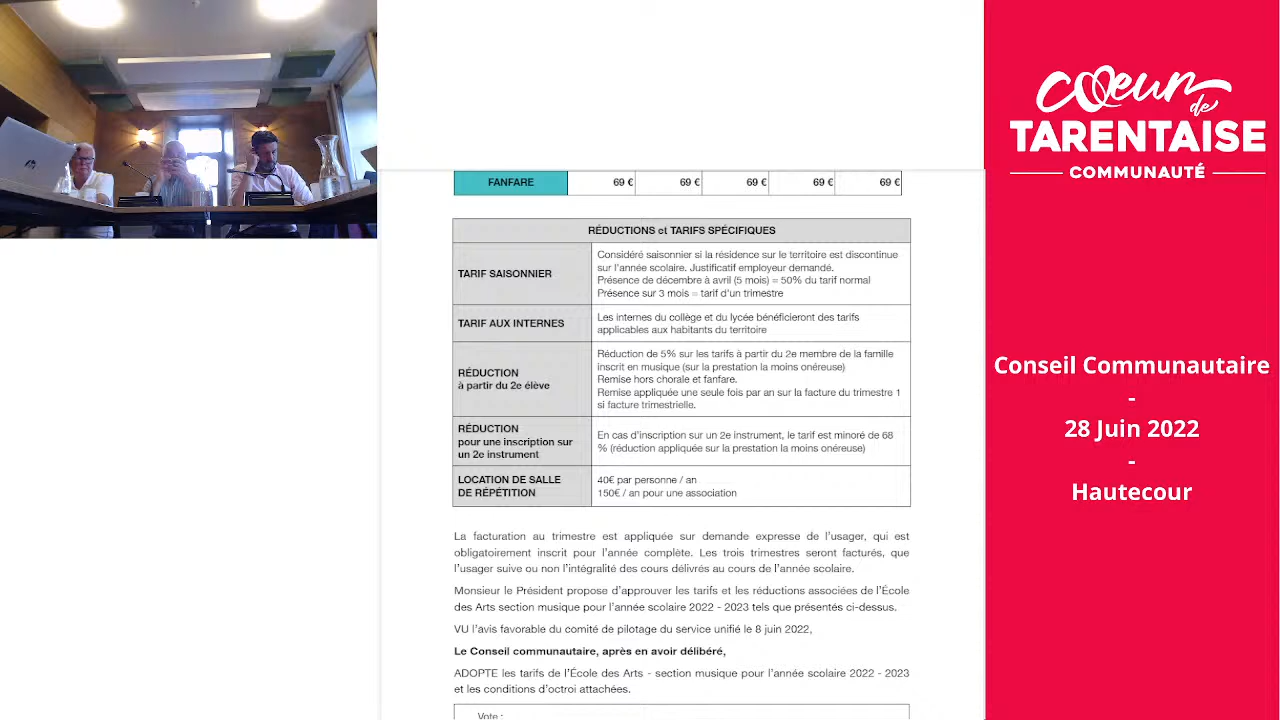 FANFARE 69 € 69 € 69 € 69 € 69 €
RÉDUCTIONS et TARIFS SPÉCIFIQUES
TARIF SAISONNIER
Considéré saisonnier si la résidence sur le territoire est discontinue
sur l'année scolaire. Justificatif employeur demandé.
Présence de décembre à avril (5 mois) = 50% du tarif normal
Présence sur 3 mois = tarif d'un trimestre
TARIF AUX INTERNES
Les internes du collège et du lycée bénéficieront des tarifs
applicables aux habitants du territoire
RÉDUCTION
à partir du 2e élève
Réduction de 5% sur les tarifs à partir du 2e membre de la famille
inscrit en musique (sur la prestation la moins onéreuse)
Remise hors chorale et fanfare.
Remise appliquée une seule fois par an sur la facture du trimestre 1
si facture trimestrielle.
RÉDUCTION
pour une inscription sur
un 2e instrument
En cas d'inscription sur un 2e instrument, le tarif est minoré de 68
% (réduction appliquée sur la prestation la moins onéreuse)
LOCATION DE SALLE
DE RÉPÉTITION
40€ par personne / an
150€ / an pour une association
La facturation au trimestre est appliquée sur demande expresse de l'usager, qui est
obligatoirement inscrit pour l'année complète. Les trois trimestres seront facturés, que
l'usager suive ou non l'intégralité des cours délivrés au cours de l'année scolaire.
Monsieur le Président propose d'approuver les tarifs et les réductions associées de l'École
des Arts section musique pour l'année scolaire 2022 - 2023 tels que présentés ci-dessus.
VU l'avis favorable du comité de pilotage du service unifié le 8 juin 2022,
Le Conseil communautaire, après en avoir délibéré,
ADOPTE les tarifs de l'École des Arts - section musique pour l'année scolaire 2022 - 2023
et les conditions d'octroi attachées.
Vote :
Cœur
de
TARENTAISE
COMMUNAUTÉ
Conseil Communautaire
-
28 Juin 2022
-
Hautecour